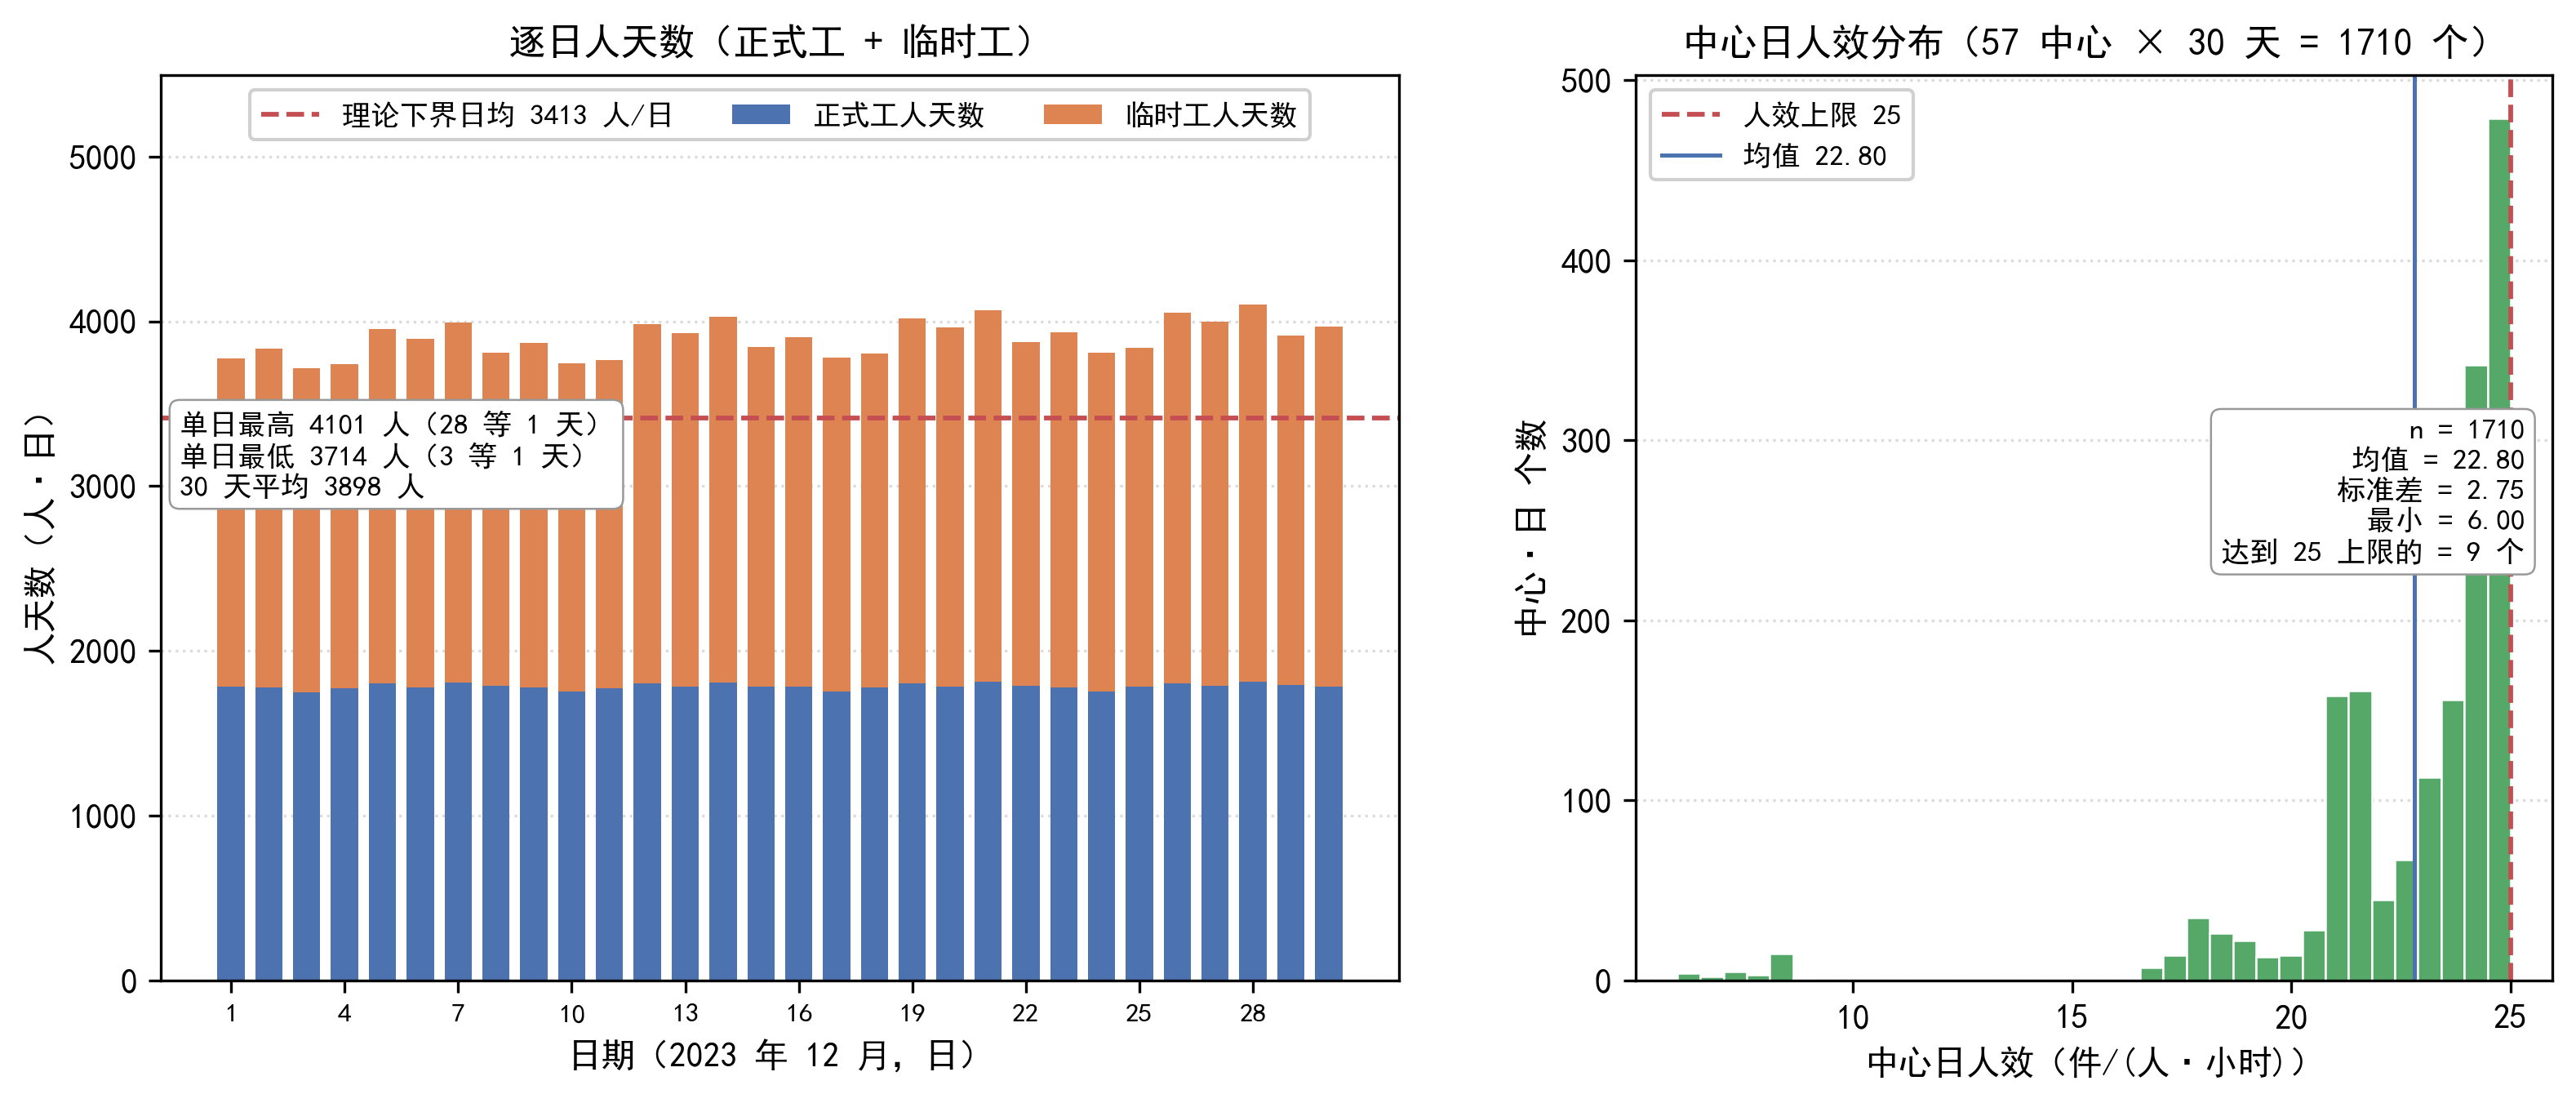 逐日人天数（正式工 + 临时工）
理论下界日均 3413 人/日
正式工人天数
临时工人天数
人天数（人·日）
5000
4000
3000
2000
1000
0
单日最高 4101 人（28 等 1 天）
单日最低 3714 人（3 等 1 天）
30 天平均 3898 人
1 4 7 10 13 16 19 22 25 28
日期（2023 年 12 月，日）
中心日人效分布（57 中心 × 30 天 = 1710 个）
人效上限 25
均值 22.80
中心·日 个数
500
400
300
200
100
0
n = 1710
均值 = 22.80
标准差 = 2.75
最小 = 6.00
达到 25 上限的 = 9 个
10 15 20 25
中心日人效（件/(人·小时)）